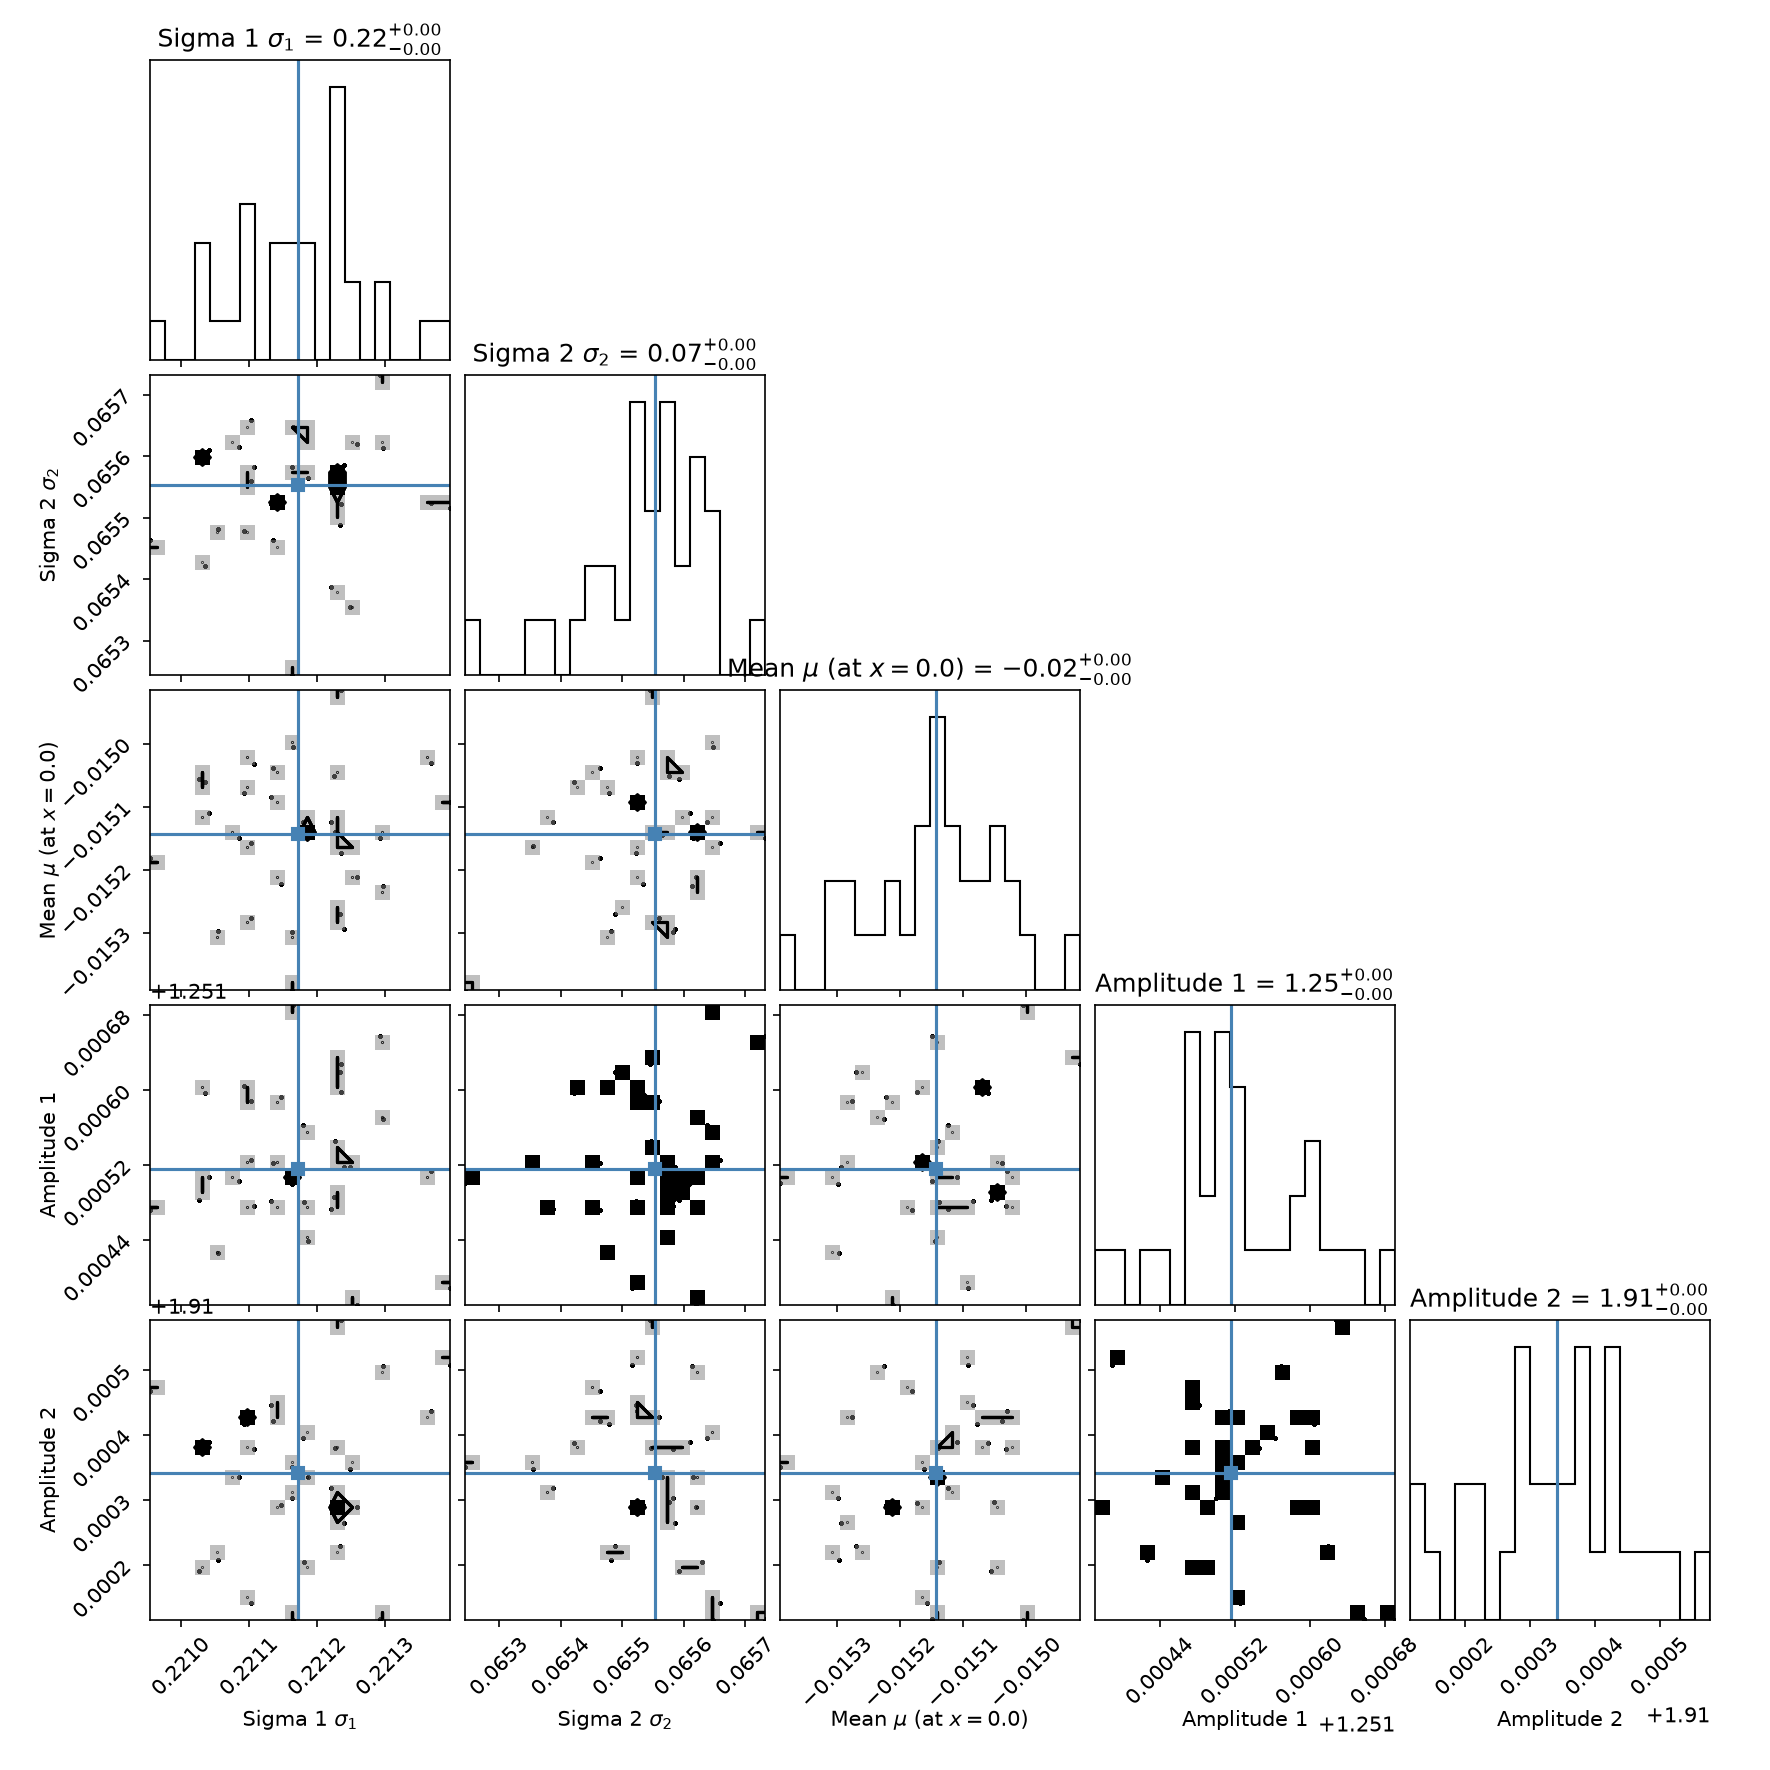 Sigma 1 σ₁ = 0.22+0.00 −0.00
Sigma 2 σ₂ = 0.07+0.00 −0.00
0.0657
0.0656
0.0655
0.0654
0.0653
Sigma 2 σ₂
Mean μ (at x = 0.0) = −0.02+0.00 −0.00
−0.0150
−0.0151
−0.0152
−0.0153
Mean μ (at x = 0.0)
+1.251
Amplitude 1 = 1.25+0.00 −0.00
0.00068
0.00060
0.00052
0.00044
Amplitude 1
+1.91
Amplitude 2 = 1.91+0.00 −0.00
0.0005
0.0004
0.0003
0.0002
Amplitude 2
0.2210 0.2211 0.2212 0.2213
0.0653 0.0654 0.0655 0.0656 0.0657
−0.0153 −0.0152 −0.0151 −0.0150
0.00044 0.00052 0.00060 0.00068
0.0002 0.0003 0.0004 0.0005
Sigma 1 σ₁
Sigma 2 σ₂
Mean μ (at x = 0.0)
Amplitude 1 +1.251
Amplitude 2 +1.91